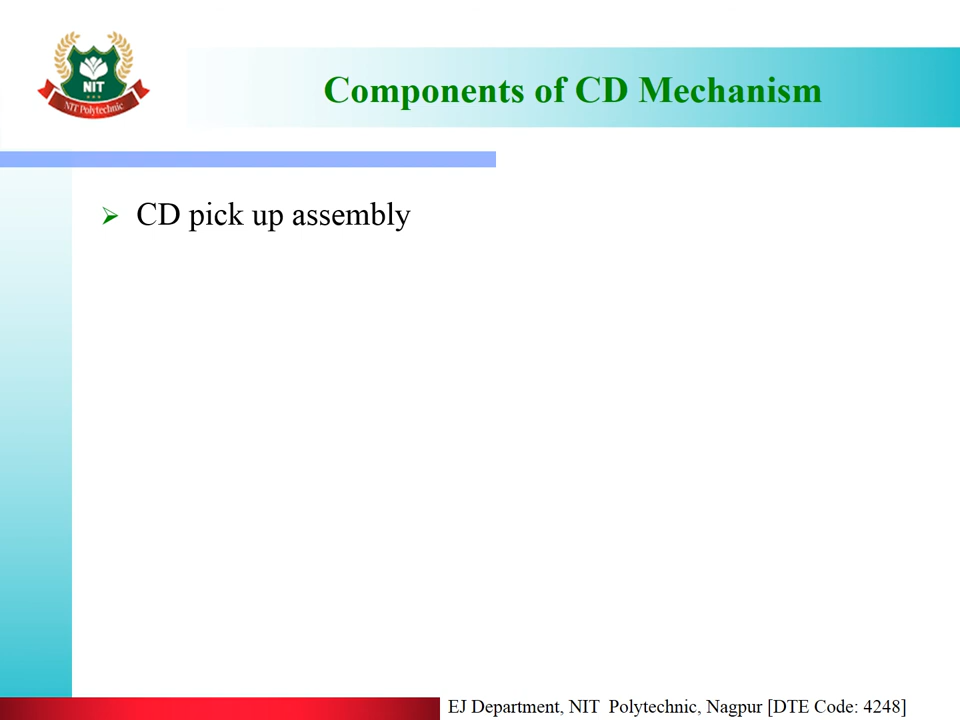 NIT
NIT Polytechnic
Components of CD Mechanism
CD pick up assembly
EJ Department, NIT Polytechnic, Nagpur [DTE Code: 4248]